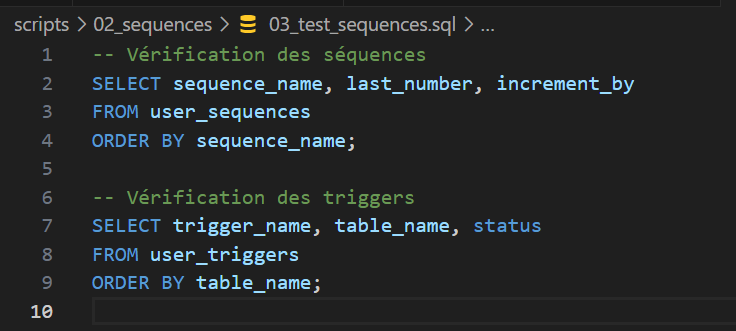 scripts > 02_sequences > 03_test_sequences.sql > ...
1 -- Vérification des séquences
2 SELECT sequence_name, last_number, increment_by
3 FROM user_sequences
4 ORDER BY sequence_name;
5
6 -- Vérification des triggers
7 SELECT trigger_name, table_name, status
8 FROM user_triggers
9 ORDER BY table_name;
10